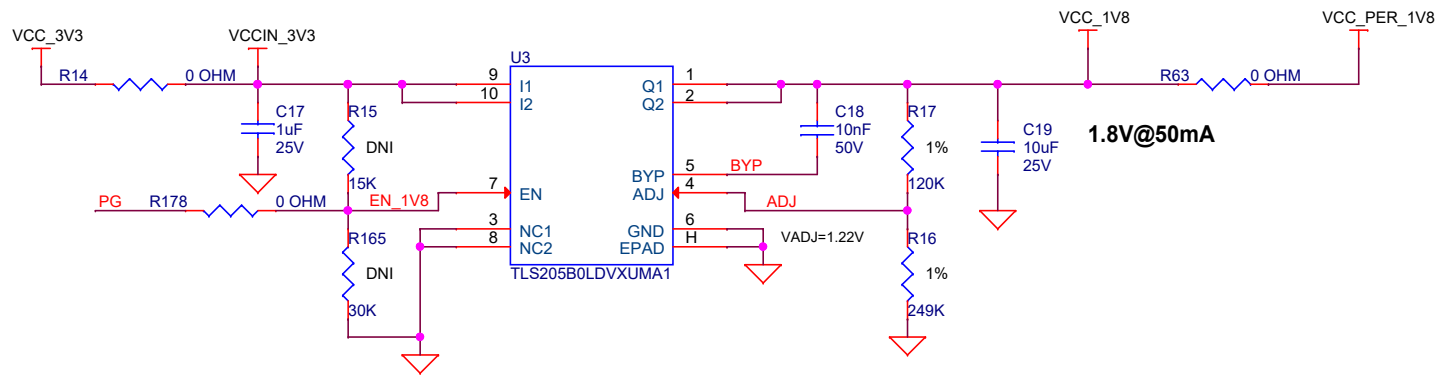 VCC_3V3
VCCIN_3V3
VCC_1V8
VCC_PER_1V8
U3
R14
0 OHM
9
I1
Q1
1
R63
0 OHM
10
I2
Q2
2
C17
1uF
25V
R15
DNI
15K
C18
10nF
50V
R17
1%
120K
C19
10uF
25V
1.8V@50mA
BYP
5
BYP
PG
R178
0 OHM
EN_1V8
7
EN
ADJ
4
ADJ
3
NC1
GND
6
8
NC2
EPAD
H
VADJ=1.22V
R165
DNI
30K
TLS205B0LDVXUMA1
R16
1%
249K